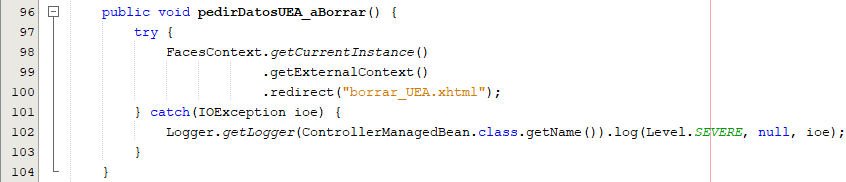 96 public void pedirDatosUEA_aBorrar() {
97 try {
98 FacesContext.getCurrentInstance()
99 .getExternalContext()
100 .redirect("borrar_UEA.xhtml");
101 } catch(IOException ioe) {
102 Logger.getLogger(ControllerManagedBean.class.getName()).log(Level.SEVERE, null, ioe);
103 }
104 }